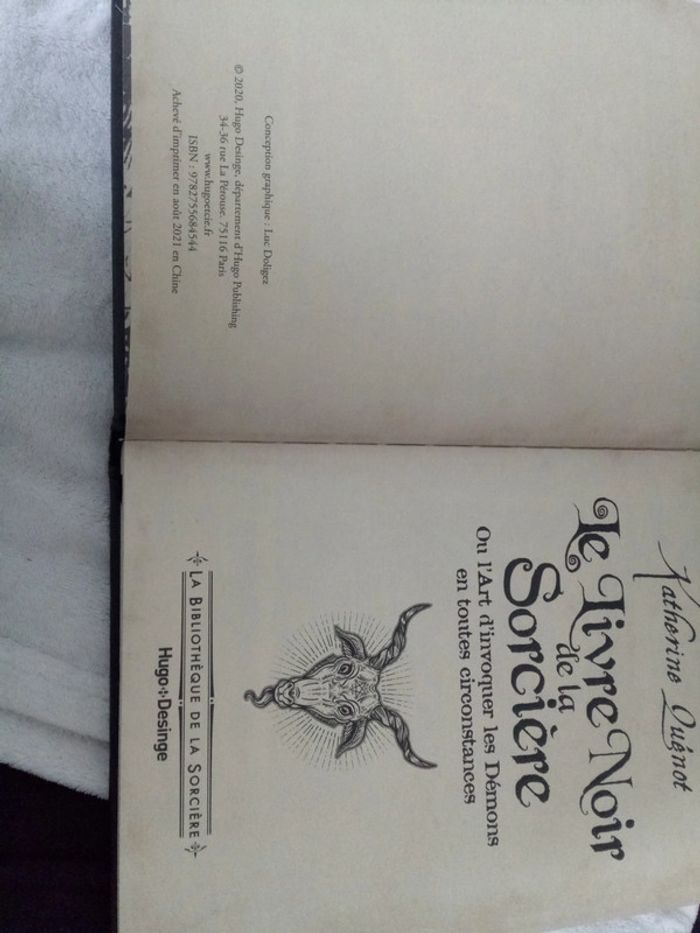 Conception graphique : Luc Doligez
© 2020, Hugo Desinge, département d'Hugo Publishing
34-36 rue La Pérouse. 75116 Paris
www.hugoetcie.fr
ISBN : 9782755684544
Achevé d'imprimer en août 2021 en Chine
Katherine Quénot
Le Livre Noir
de la
Sorcière
Ou l'Art d'invoquer les Démons
en toutes circonstances
LA BIBLIOTHÈQUE DE LA SORCIÈRE
Hugo Desinge